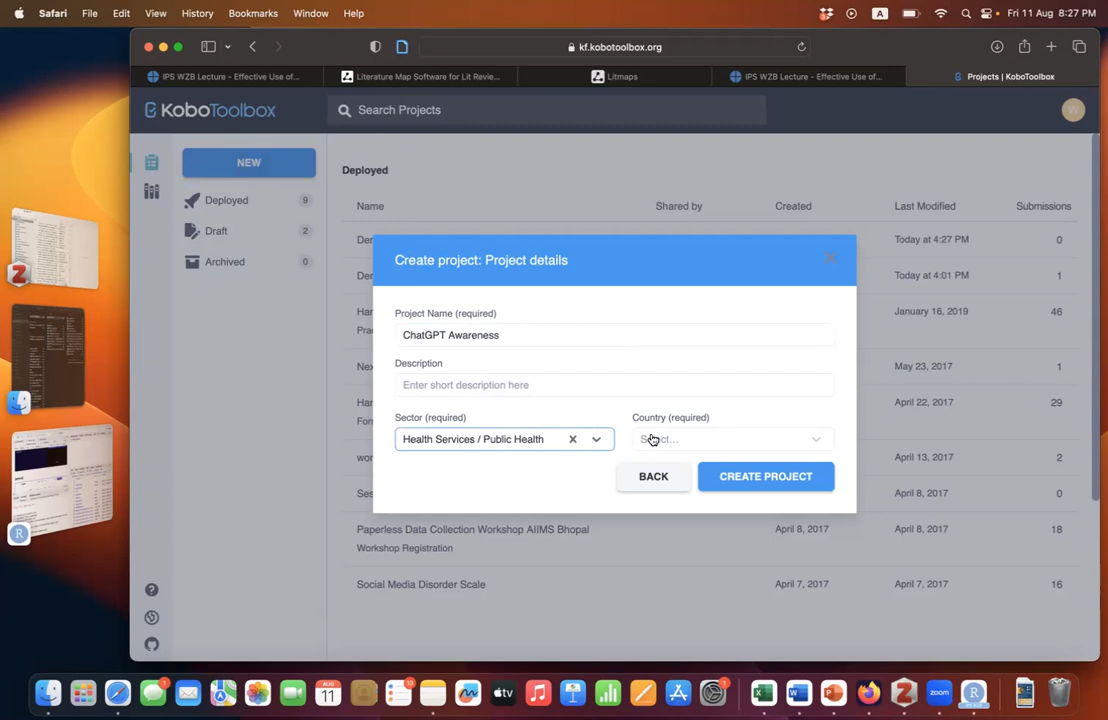 Safari File Edit View History Bookmarks Window Help
A Fri 11 Aug 8:27 PM
kf.kobotoolbox.org
IPS WZB Lecture - Effective Use of...
Literature Map Software for Lit Revie...
Litmaps
IPS WZB Lecture - Effective Use of...
Projects | KoboToolbox
KoboToolbox
Search Projects
W
NEW
Deployed 9
Draft 2
Archived 0
Deployed
Name Shared by Created Last Modified Submissions
Today at 4:27 PM 0
Today at 4:01 PM 1
January 16, 2019 46
May 23, 2017 1
April 22, 2017 29
April 13, 2017 2
April 8, 2017 0
Paperless Data Collection Workshop AIIMS Bhopal April 8, 2017 April 8, 2017 18
Workshop Registration
Social Media Disorder Scale April 7, 2017 April 7, 2017 16
Create project: Project details
Project Name (required)
ChatGPT Awareness
Description
Enter short description here
Sector (required) Country (required)
Health Services / Public Health
BACK CREATE PROJECT